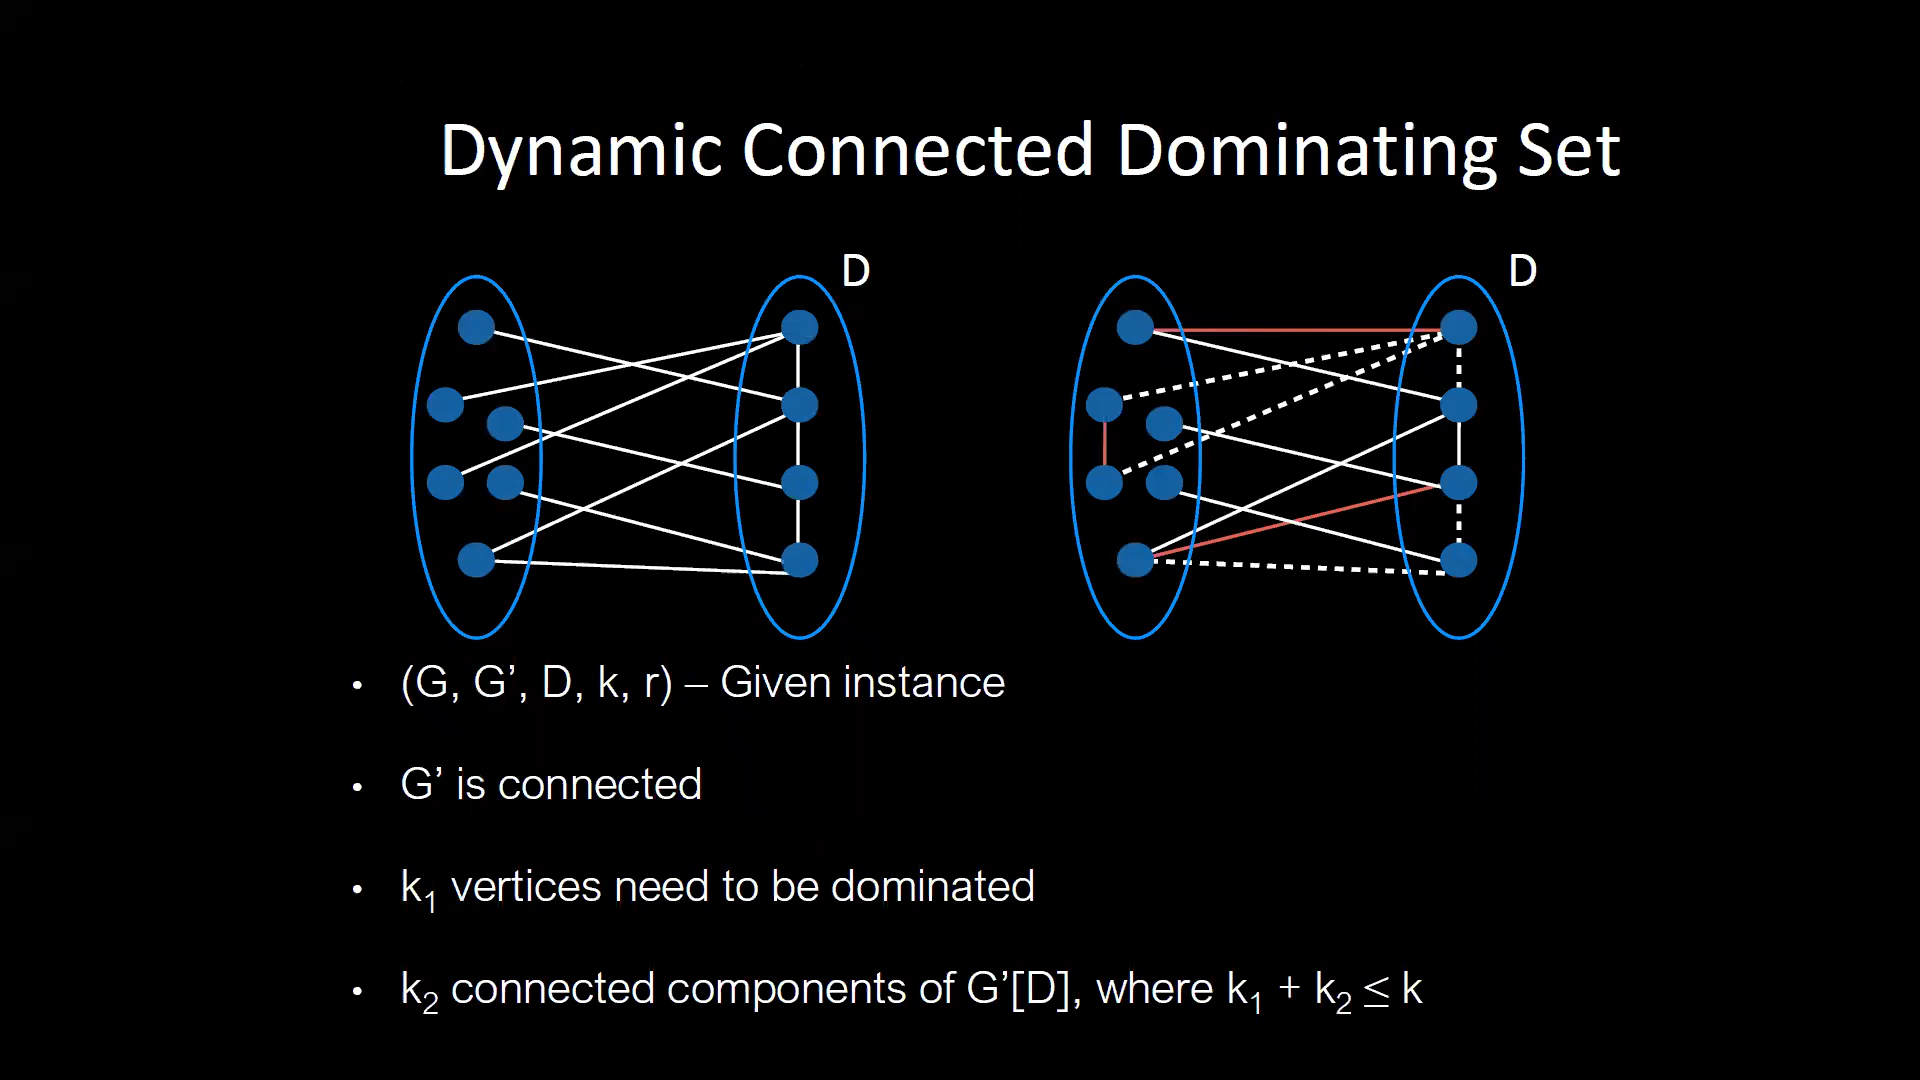 Dynamic Connected Dominating Set
D
D
• (G, G’, D, k, r) – Given instance
• G’ is connected
• k₁ vertices need to be dominated
• k₂ connected components of G’[D], where k₁ + k₂ ≤ k